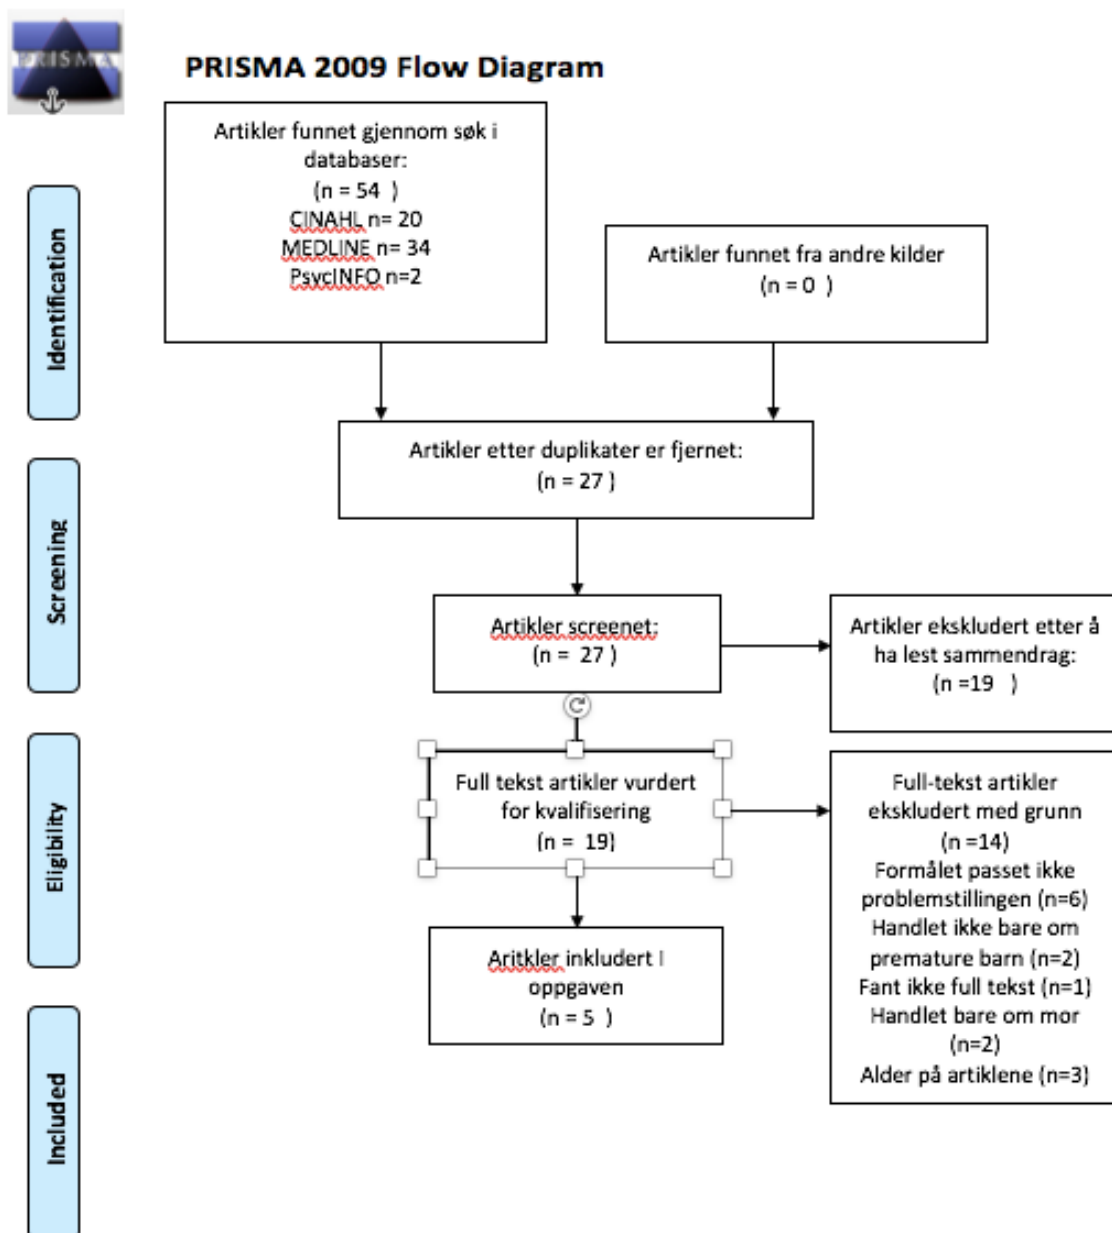 PRISMA
PRISMA 2009 Flow Diagram
Identification
Artikler funnet gjennom søk i
databaser:
(n = 54  )
CINAHL n= 20
MEDLINE n= 34
PsycINFO n=2
Artikler funnet fra andre kilder
(n = 0  )
Artikler etter duplikater er fjernet:
(n = 27 )
Screening
Artikler screenet:
(n =  27 )
Artikler ekskludert etter å
ha lest sammendrag:
(n =19   )
Eligibility
Full tekst artikler vurdert
for kvalifisering
(n =  19)
Full-tekst artikler
ekskludert med grunn
(n =14)
Formålet passet ikke
problemstillingen (n=6)
Handlet ikke bare om
premature barn (n=2)
Fant ikke full tekst (n=1)
Handlet bare om mor
(n=2)
Alder på artiklene (n=3)
Included
Aritkler inkludert I
oppgaven
(n = 5  )